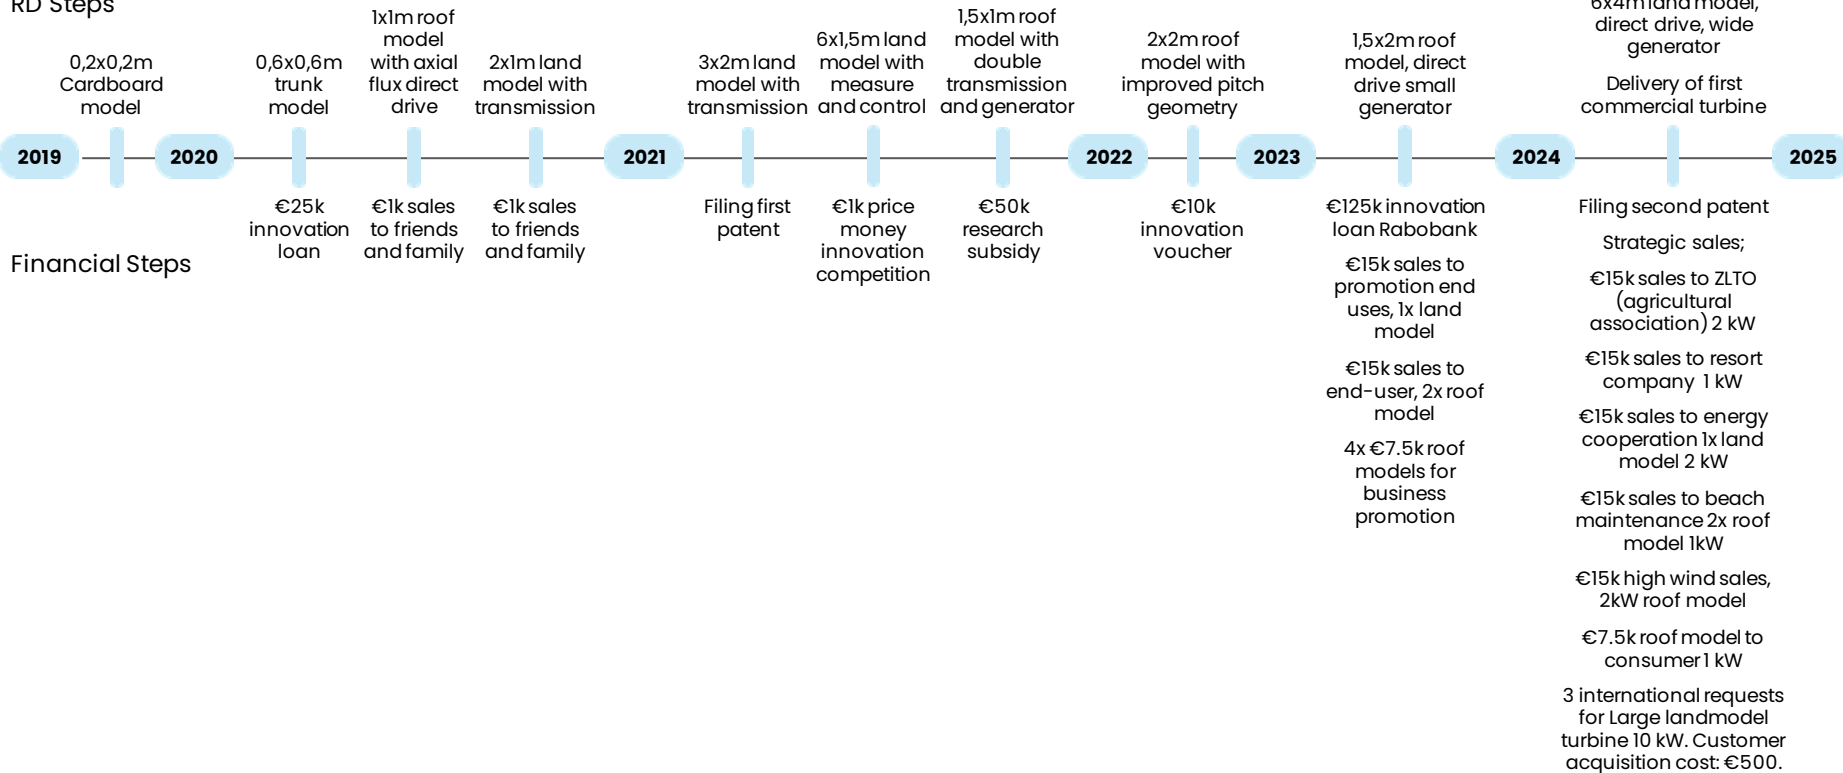 RD Steps
0,2x0,2m
Cardboard
model
0,6x0,6m
trunk
model
1x1m roof
model
with axial
flux direct
drive
2x1m land
model with
transmission
3x2m land
model with
transmission
6x1,5m land
model with
measure
and control
1,5x1m roof
model with
double
transmission
and generator
2x2m roof
model with
improved pitch
geometry
1,5x2m roof
model, direct
drive small
generator
6x4m land model,
direct drive, wide
generator
Delivery of first
commercial turbine
2019
2020
2021
2022
2023
2024
2025
Financial Steps
€25k
innovation
loan
€1k sales
to friends
and family
€1k sales
to friends
and family
Filing first
patent
€1k price
money
innovation
competition
€50k
research
subsidy
€10k
innovation
voucher
€125k innovation
loan Rabobank
€15k sales to
promotion end
uses, 1x land
model
€15k sales to
end-user, 2x roof
model
4x €7.5k roof
models for
business
promotion
Filing second patent
Strategic sales;
€15k sales to ZLTO
(agricultural
association) 2 kW
€15k sales to resort
company 1 kW
€15k sales to energy
cooperation 1x land
model 2 kW
€15k sales to beach
maintenance 2x roof
model 1kW
€15k high wind sales,
2kW roof model
€7.5k roof model to
consumer 1 kW
3 international requests
for Large landmodel
turbine 10 kW. Customer
acquisition cost: €500.